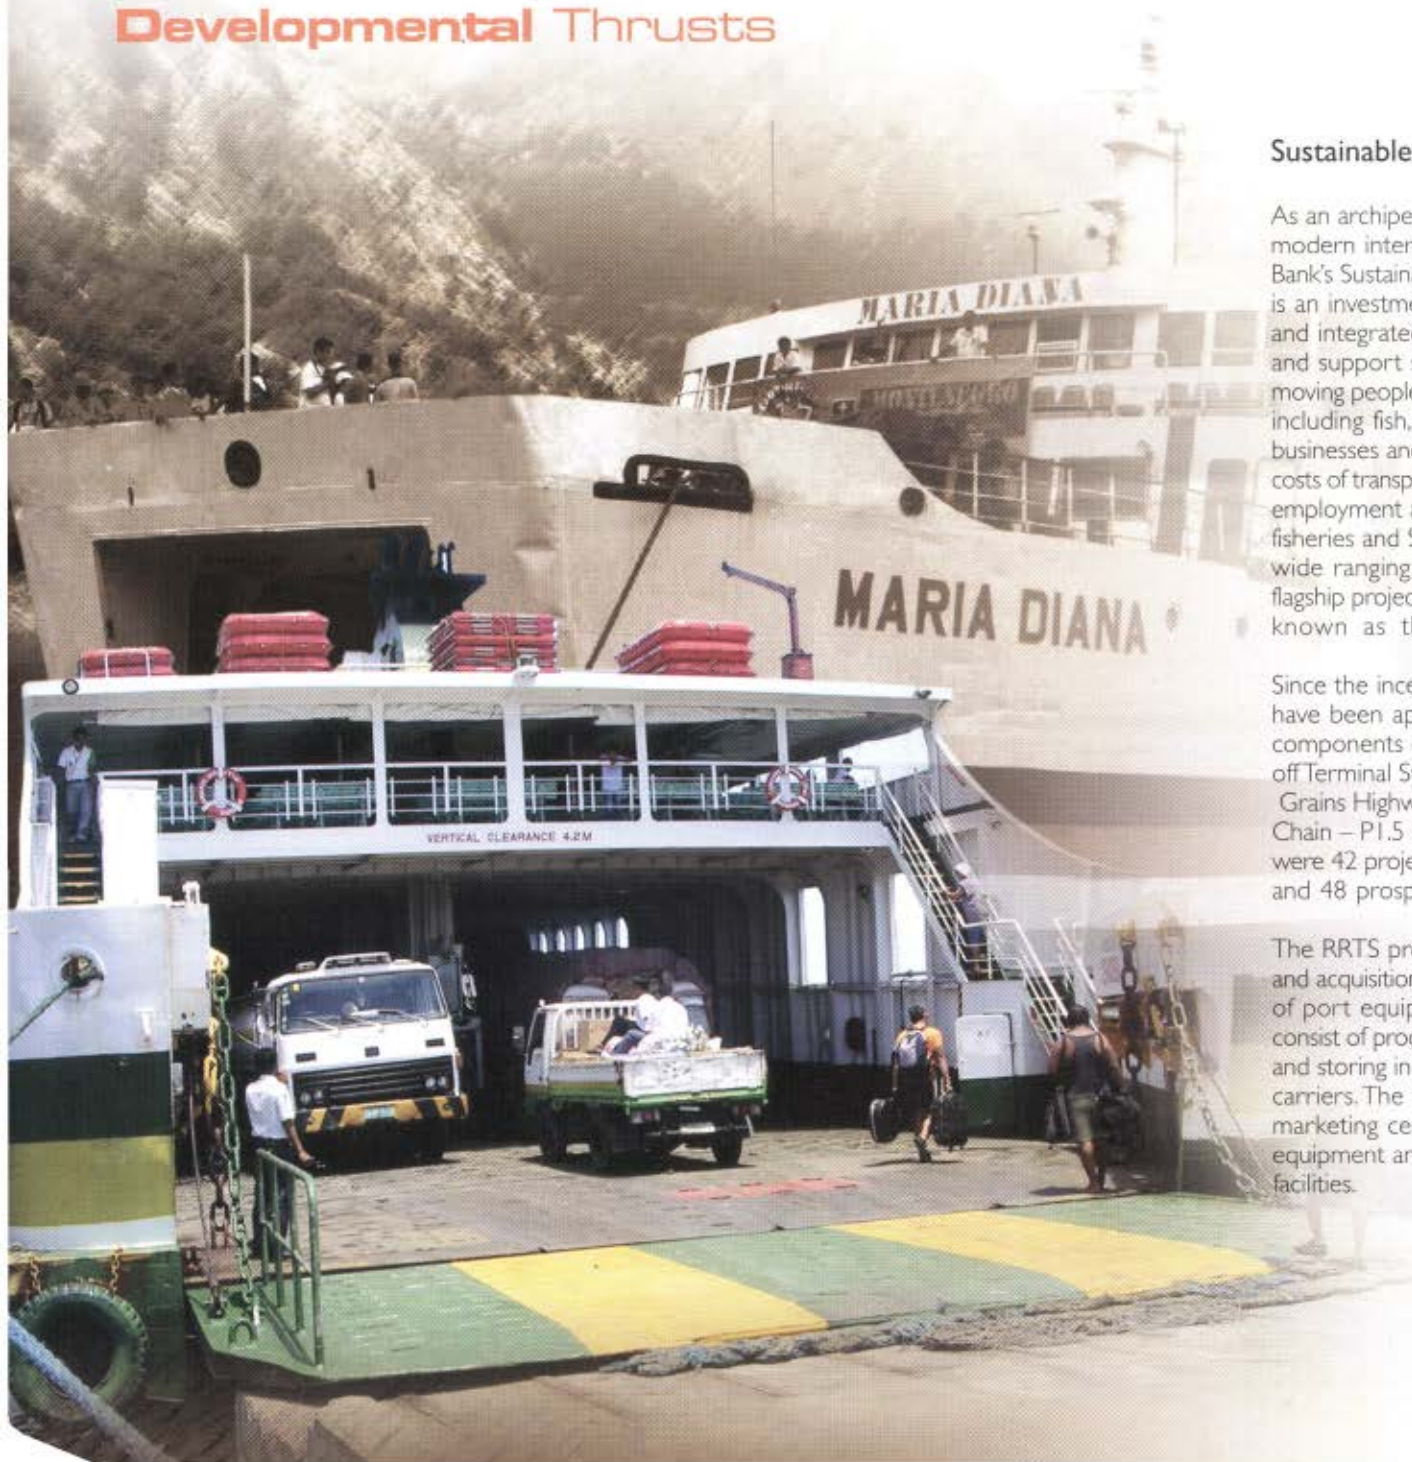 Developmental Thrusts
MARIA DIANA
MONTENEGRO
MARIA DIANA
VERTICAL CLEARANCE 4.2M
Sustainable
As an archipe
modern inter
Bank's Sustain
is an investme
and integrate
and support s
moving people
including fish,
businesses and
costs of transp
employment a
fisheries and S
wide ranging
flagship projec
known as th
Since the ince
have been ap
components
off Terminal S
Grains Highw
Chain – P1.5
were 42 proje
and 48 prosp
The RRTS pr
and acquisition
of port equip
consist of proc
and storing in
carriers. The
marketing ce
equipment an
facilities.